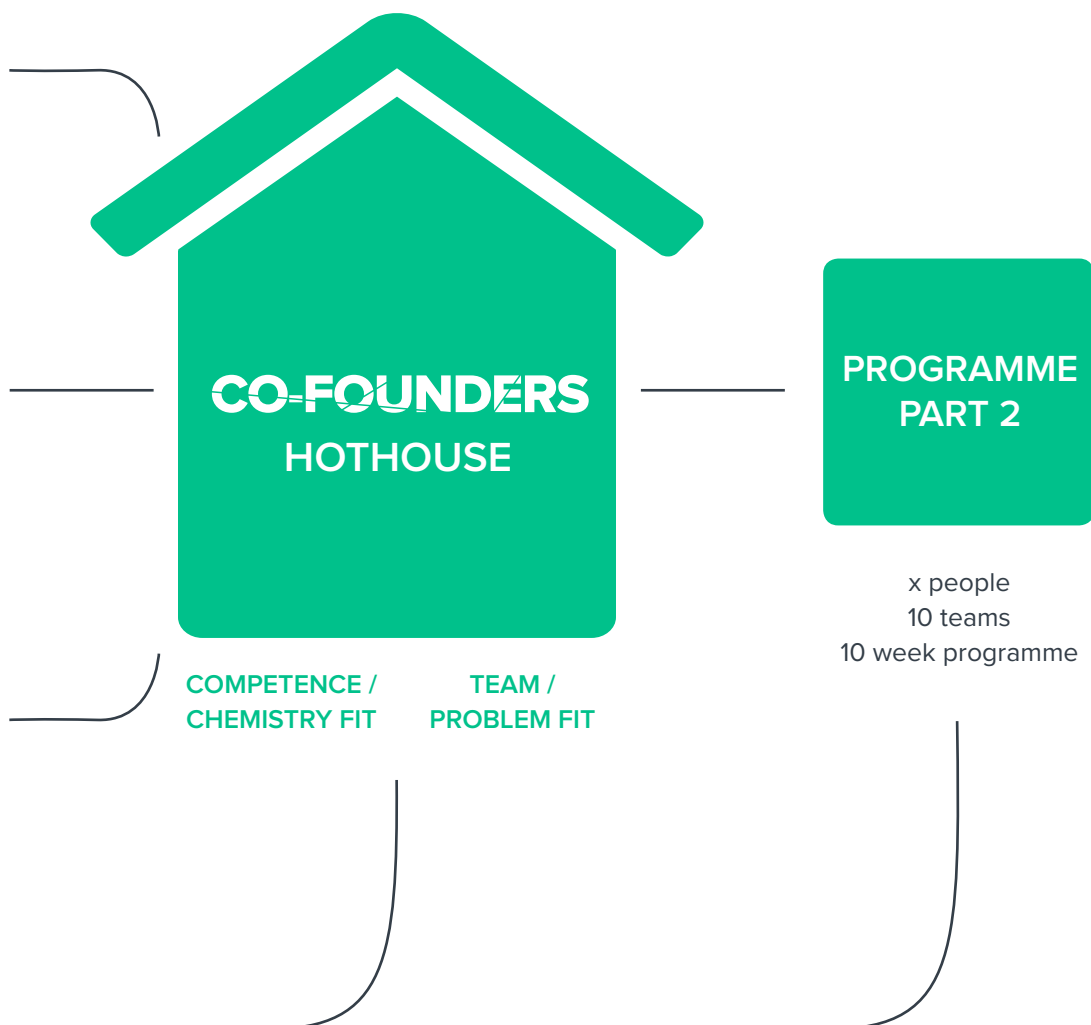 CO-FOUNDERS
HOTHOUSE
PROGRAMME
PART 2
x people
10 teams
10 week programme
COMPETENCE /
CHEMISTRY FIT
TEAM /
PROBLEM FIT